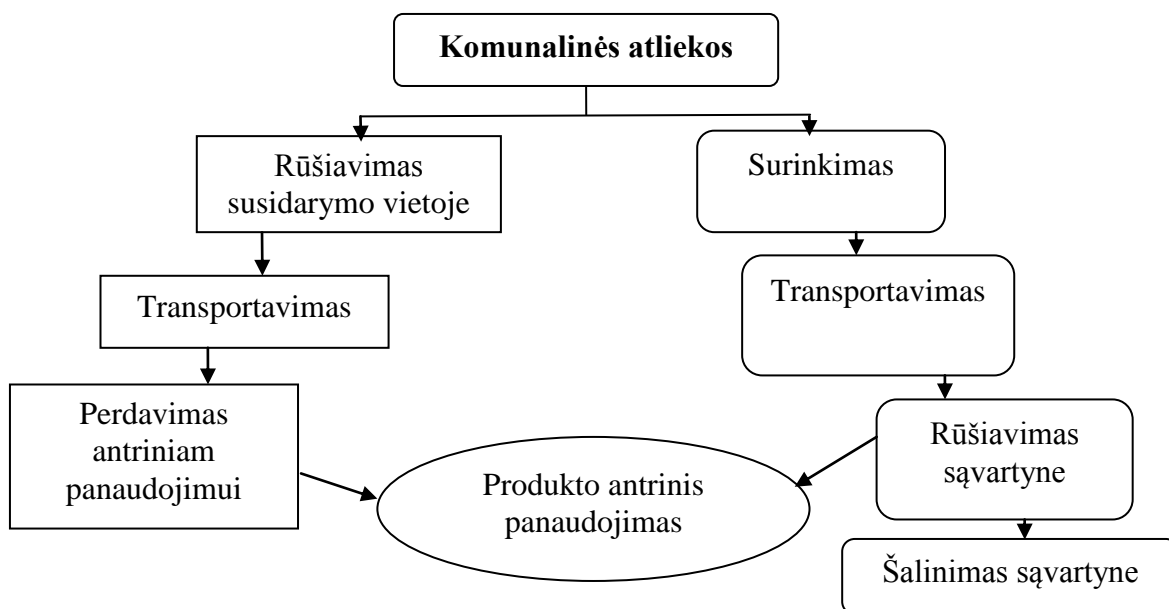 Komunalinės atliekos
Rūšiavimas
susidarymo vietoje
Surinkimas
Transportavimas
Transportavimas
Perdavimas
antriniam
panaudojimui
Produkto antrinis
panaudojimas
Rūšiavimas
sąvartyne
Šalinimas sąvartyne